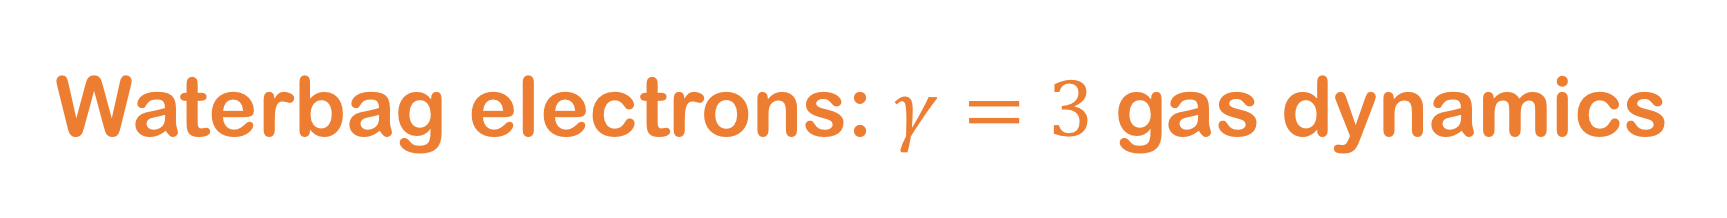 Waterbag electrons: 𝛾 = 3 gas dynamics